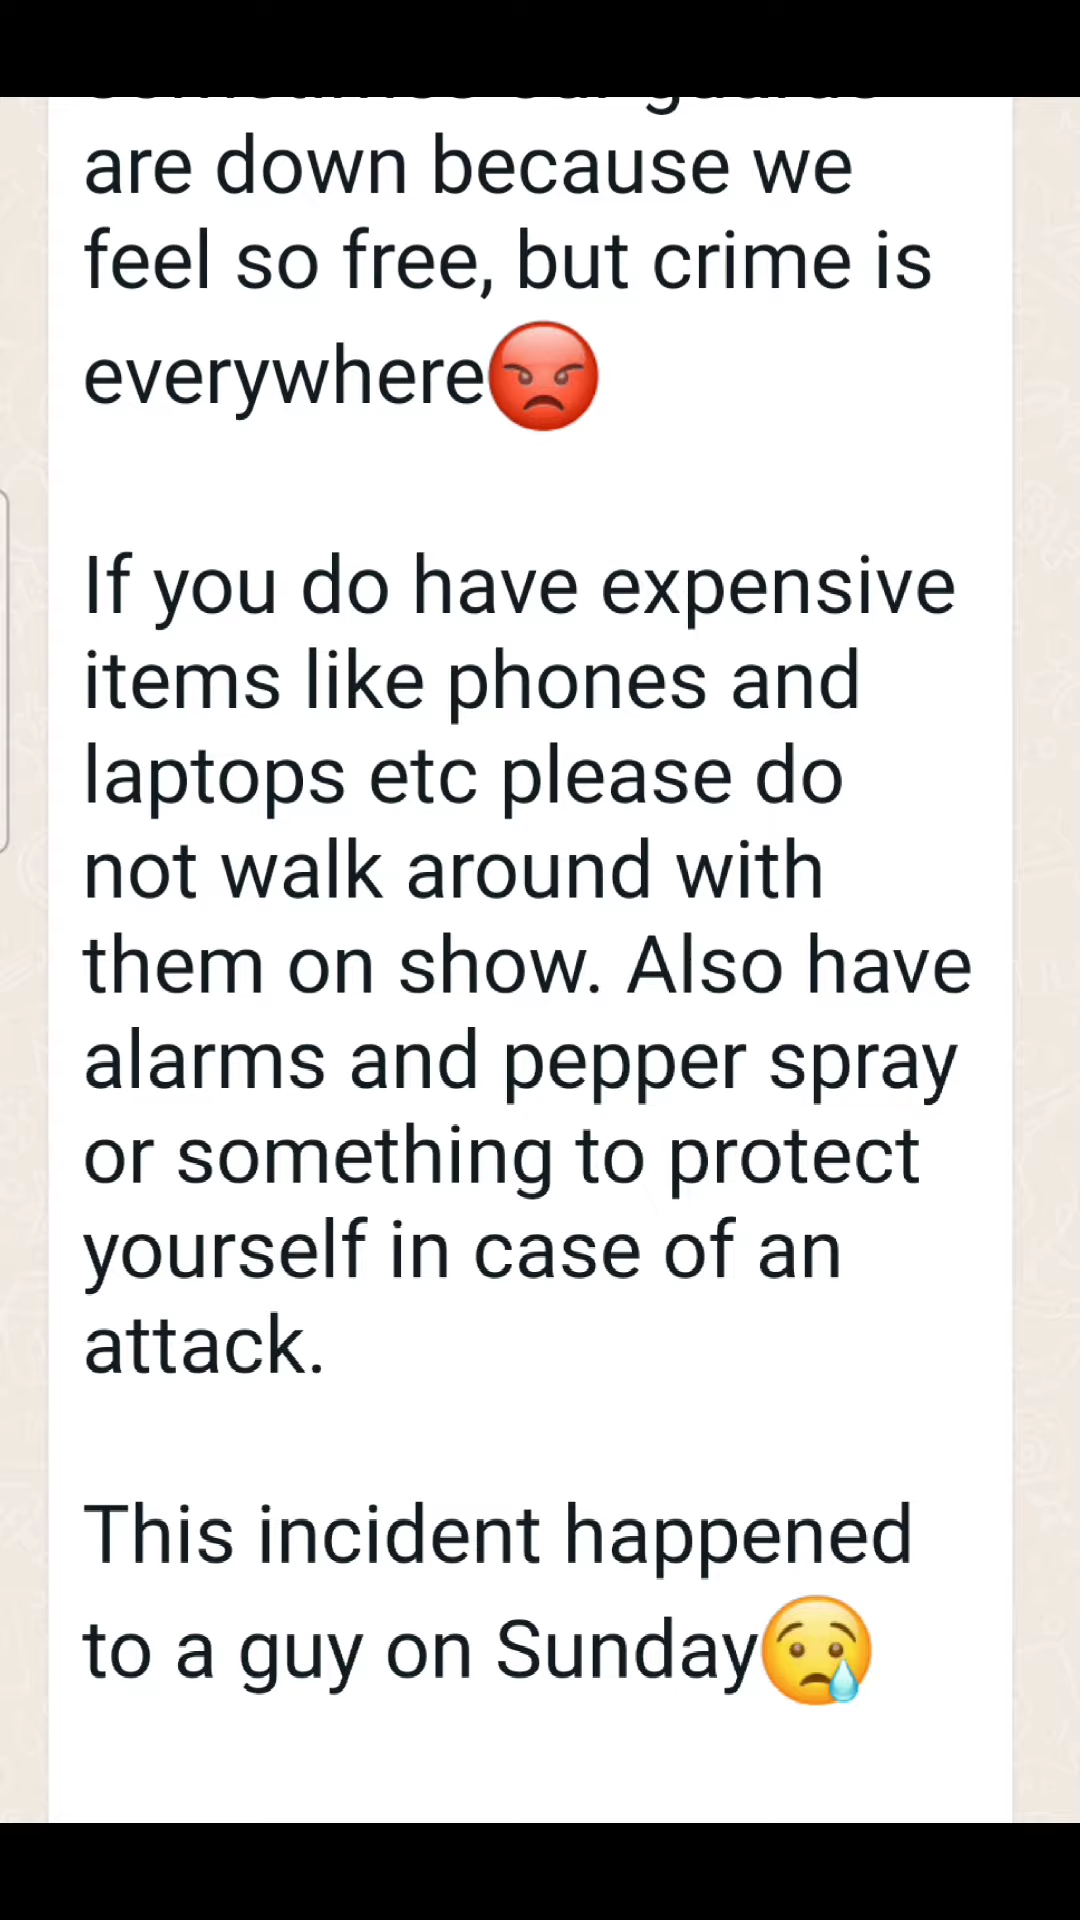 are down because we
feel so free, but crime is
everywhere😡
If you do have expensive
items like phones and
laptops etc please do
not walk around with
them on show. Also have
alarms and pepper spray
or something to protect
yourself in case of an
attack.
This incident happened
to a guy on Sunday😢